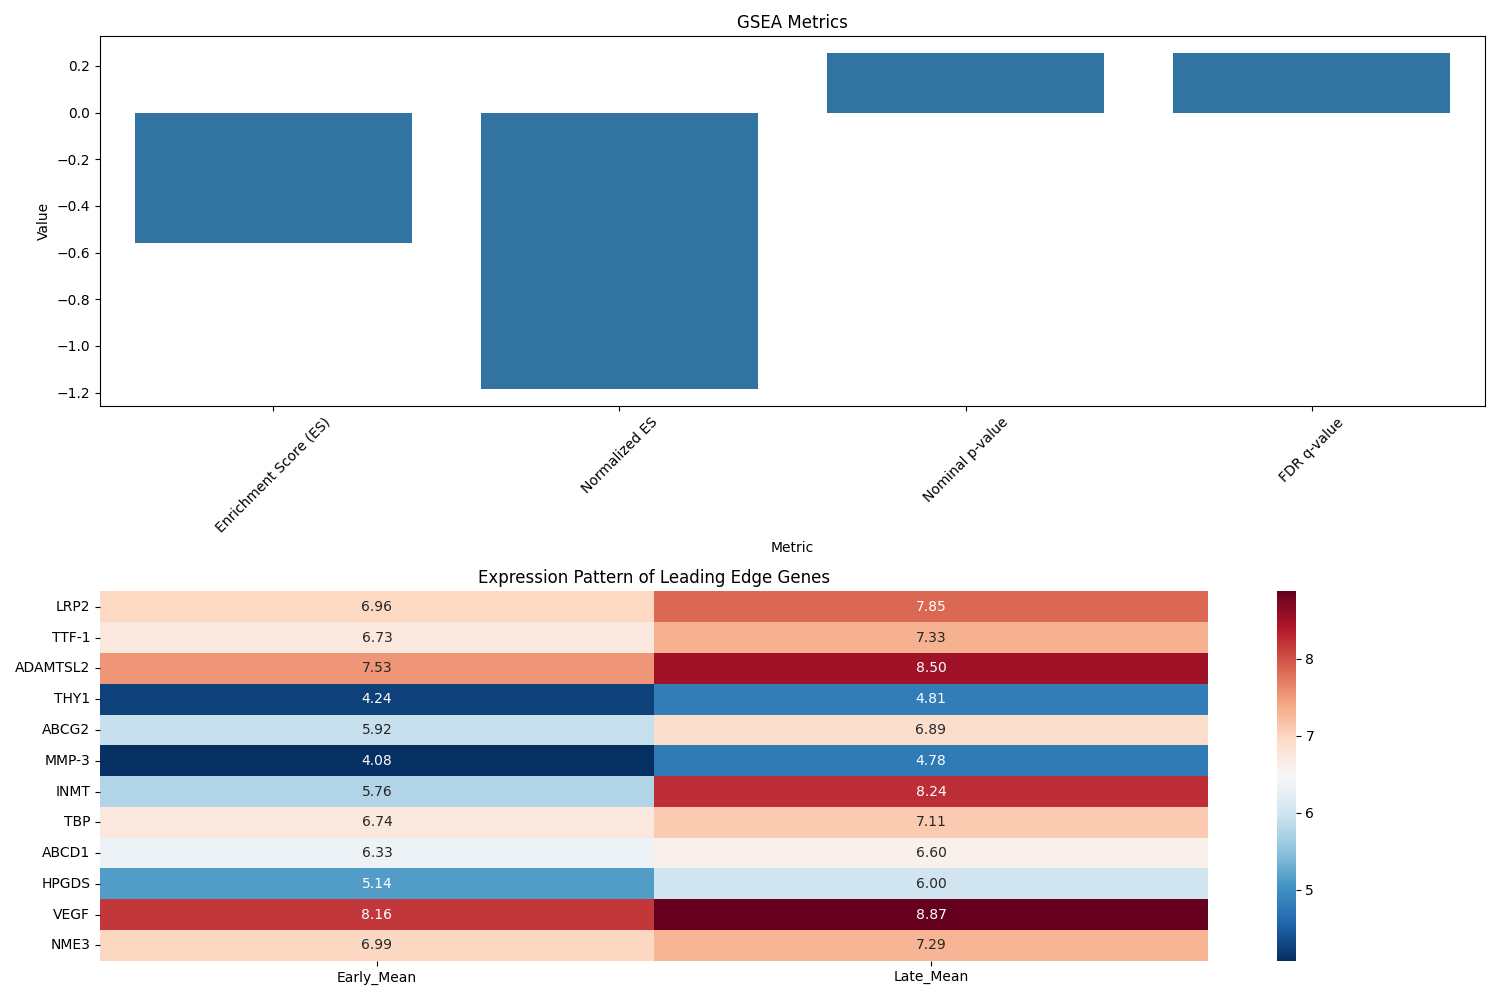 GSEA Metrics
Value
0.2
0.0
−0.2
−0.4
−0.6
−0.8
−1.0
−1.2
Enrichment Score (ES)
Normalized ES
Nominal p-value
FDR q-value
Metric
Expression Pattern of Leading Edge Genes
LRP2 6.96 7.85
TTF-1 6.73 7.33
ADAMTSL2 7.53 8.50
THY1 4.24 4.81
ABCG2 5.92 6.89
MMP-3 4.08 4.78
INMT 5.76 8.24
TBP 6.74 7.11
ABCD1 6.33 6.60
HPGDS 5.14 6.00
VEGF 8.16 8.87
NME3 6.99 7.29
Early_Mean Late_Mean
8
7
6
5